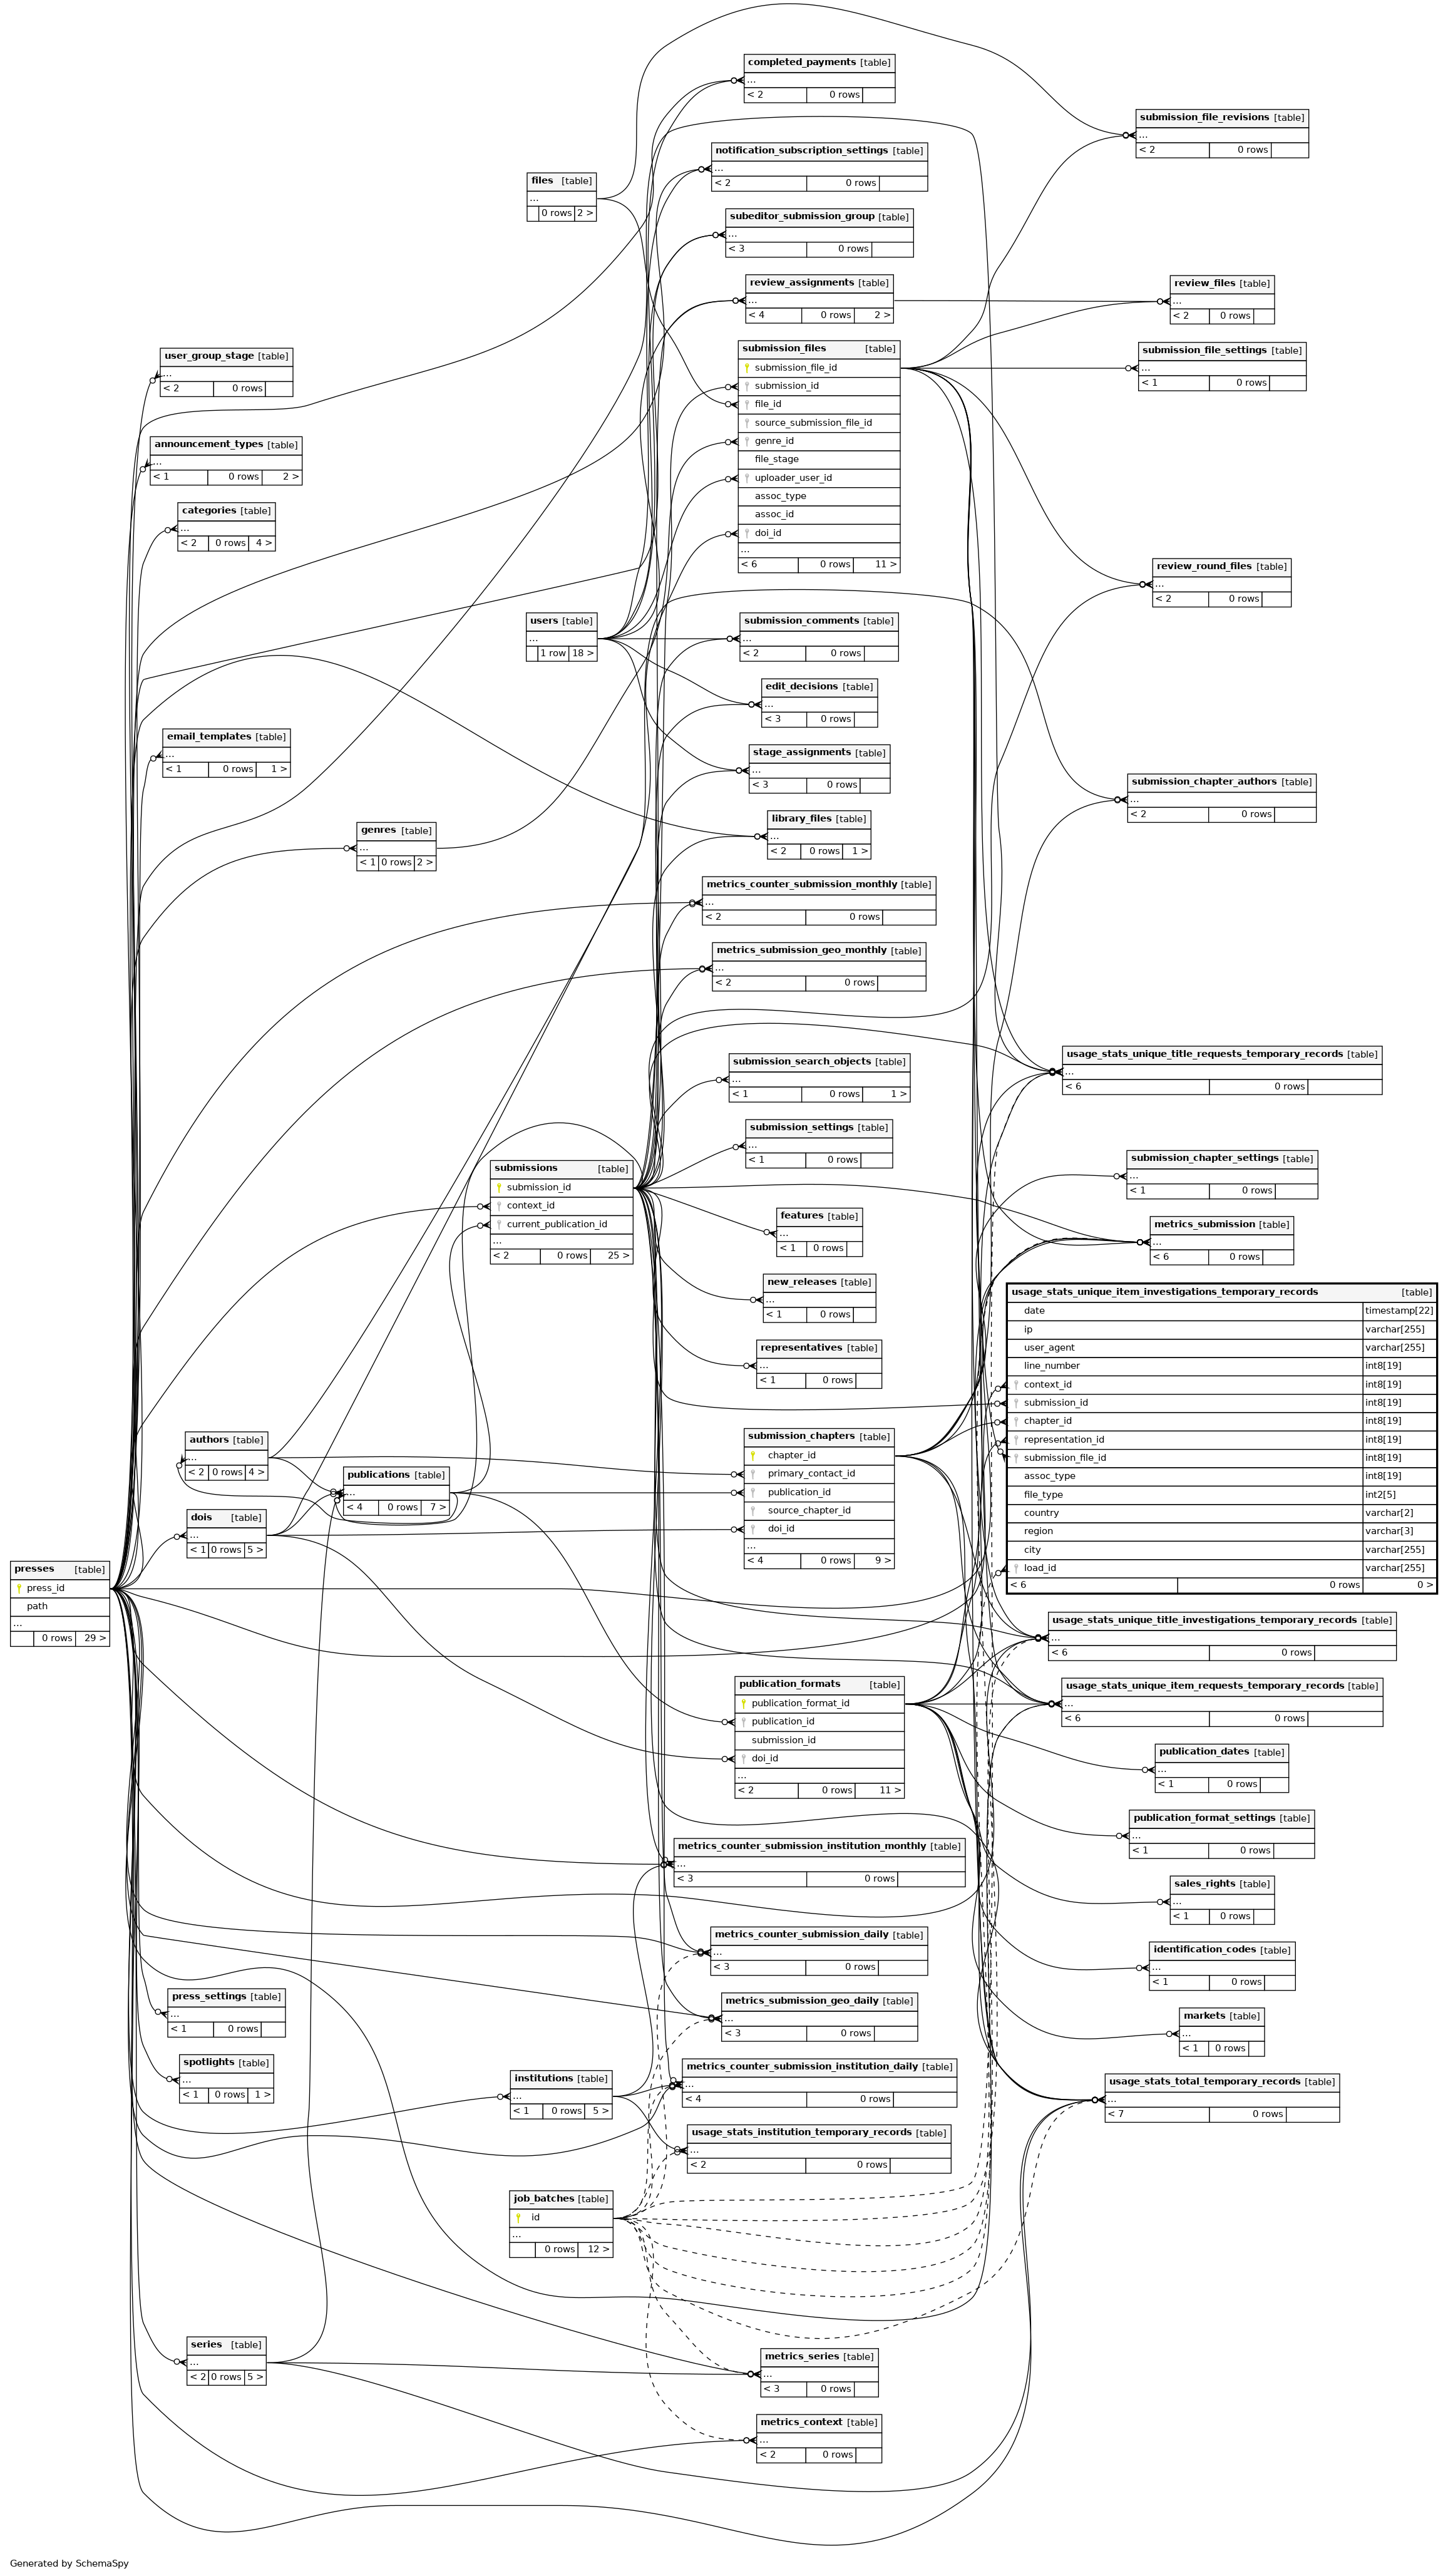 completed_payments [table]
...
< 2 0 rows
submission_file_revisions [table]
...
< 2 0 rows
notification_subscription_settings [table]
...
< 2 0 rows
files [table]
...
0 rows 2 >
subeditor_submission_group [table]
...
< 3 0 rows
review_assignments [table]
...
< 4 0 rows 2 >
review_files [table]
...
< 2 0 rows
submission_files [table]
submission_file_id
submission_id
file_id
source_submission_file_id
genre_id
file_stage
uploader_user_id
assoc_type
assoc_id
doi_id
...
< 6 0 rows 11 >
submission_file_settings [table]
...
< 1 0 rows
user_group_stage [table]
...
< 2 0 rows
announcement_types [table]
...
< 1 0 rows 2 >
categories [table]
...
< 2 0 rows 4 >
review_round_files [table]
...
< 2 0 rows
users [table]
...
1 row 18 >
submission_comments [table]
...
< 2 0 rows
edit_decisions [table]
...
< 3 0 rows
email_templates [table]
...
< 1 0 rows 1 >
stage_assignments [table]
...
< 3 0 rows
submission_chapter_authors [table]
...
< 2 0 rows
library_files [table]
...
< 2 0 rows 1 >
genres [table]
...
< 1 0 rows 2 >
metrics_counter_submission_monthly [table]
...
< 2 0 rows
metrics_submission_geo_monthly [table]
...
< 2 0 rows
usage_stats_unique_title_requests_temporary_records [table]
...
< 6 0 rows
submission_search_objects [table]
...
< 1 0 rows 1 >
submission_settings [table]
...
< 1 0 rows
submission_chapter_settings [table]
...
< 1 0 rows
submissions [table]
submission_id
context_id
current_publication_id
...
< 2 0 rows 25 >
features [table]
...
< 1 0 rows
metrics_submission [table]
...
< 6 0 rows
new_releases [table]
...
< 1 0 rows
representatives [table]
...
< 1 0 rows
usage_stats_unique_item_investigations_temporary_records [table]
date timestamp[22]
ip varchar[255]
user_agent varchar[255]
line_number int8[19]
context_id int8[19]
submission_id int8[19]
chapter_id int8[19]
representation_id int8[19]
submission_file_id int8[19]
assoc_type int8[19]
file_type int2[5]
country varchar[2]
region varchar[3]
city varchar[255]
load_id varchar[255]
< 6 0 rows 0 >
authors [table]
...
< 2 0 rows 4 >
publications [table]
...
< 4 0 rows 7 >
submission_chapters [table]
chapter_id
primary_contact_id
publication_id
source_chapter_id
doi_id
...
< 4 0 rows 9 >
dois [table]
...
< 1 0 rows 5 >
presses [table]
press_id
path
...
0 rows 29 >
usage_stats_unique_title_investigations_temporary_records [table]
...
< 6 0 rows
publication_formats [table]
publication_format_id
publication_id
submission_id
doi_id
...
< 2 0 rows 11 >
usage_stats_unique_item_requests_temporary_records [table]
...
< 6 0 rows
publication_dates [table]
...
< 1 0 rows
publication_format_settings [table]
...
< 1 0 rows
metrics_counter_submission_institution_monthly [table]
...
< 3 0 rows
sales_rights [table]
...
< 1 0 rows
metrics_counter_submission_daily [table]
...
< 3 0 rows
identification_codes [table]
...
< 1 0 rows
press_settings [table]
...
< 1 0 rows
metrics_submission_geo_daily [table]
...
< 3 0 rows
markets [table]
...
< 1 0 rows
spotlights [table]
...
< 1 0 rows 1 >
institutions [table]
...
< 1 0 rows 5 >
metrics_counter_submission_institution_daily [table]
...
< 4 0 rows
usage_stats_total_temporary_records [table]
...
< 7 0 rows
usage_stats_institution_temporary_records [table]
...
< 2 0 rows
job_batches [table]
id
...
0 rows 12 >
series [table]
...
< 2 0 rows 5 >
metrics_series [table]
...
< 3 0 rows
metrics_context [table]
...
< 2 0 rows
Generated by SchemaSpy